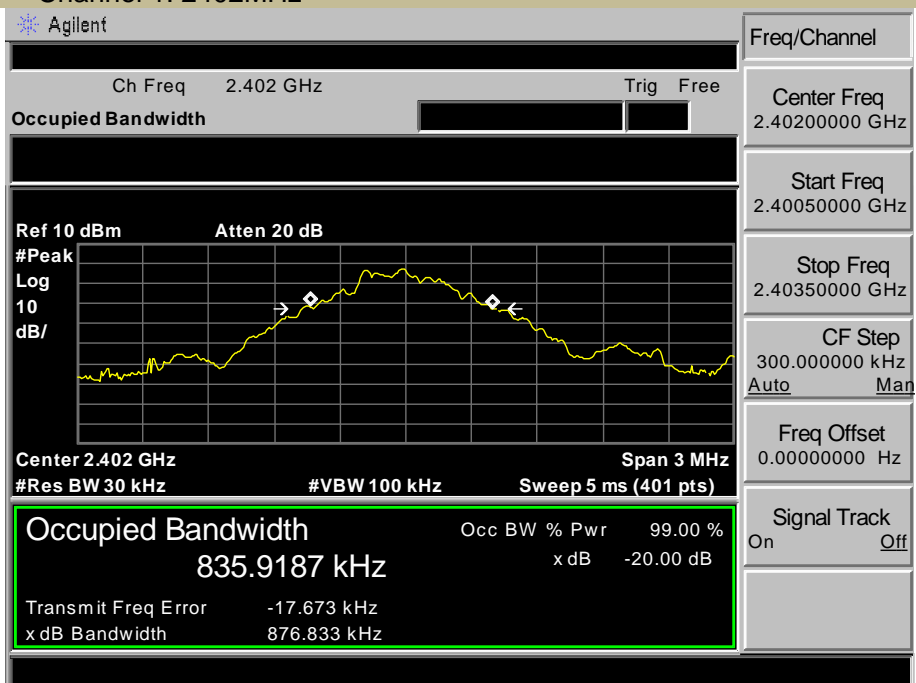 Channel 1: 2402MHz
Agilent
Freq/Channel
Ch Freq 2.402 GHz Trig Free
Occupied Bandwidth
Center Freq
2.40200000 GHz
Start Freq
2.40050000 GHz
Stop Freq
2.40350000 GHz
CF Step
300.000000 kHz
Auto Man
Freq Offset
0.00000000 Hz
Signal Track
On Off
Ref 10 dBm Atten 20 dB
#Peak
Log
10
dB/
Center 2.402 GHz Span 3 MHz
#Res BW 30 kHz #VBW 100 kHz Sweep 5 ms (401 pts)
Occupied Bandwidth Occ BW % Pwr 99.00 %
835.9187 kHz x dB -20.00 dB
Transmit Freq Error -17.673 kHz
x dB Bandwidth 876.833 kHz